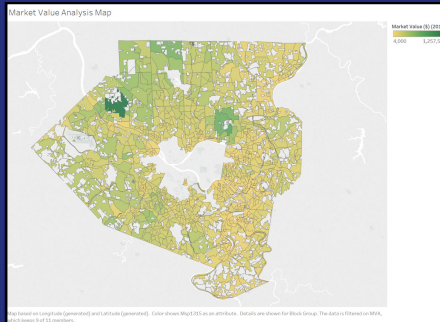 Market Value Analysis Map
Market Value ($) (201
4,000 1,257,5
Map based on Longitude (generated) and Latitude (generated). Color shows Map1315 as an attribute. Details are shown for Block Group. The data is filtered on MVA,
which keeps 9 of 11 members.